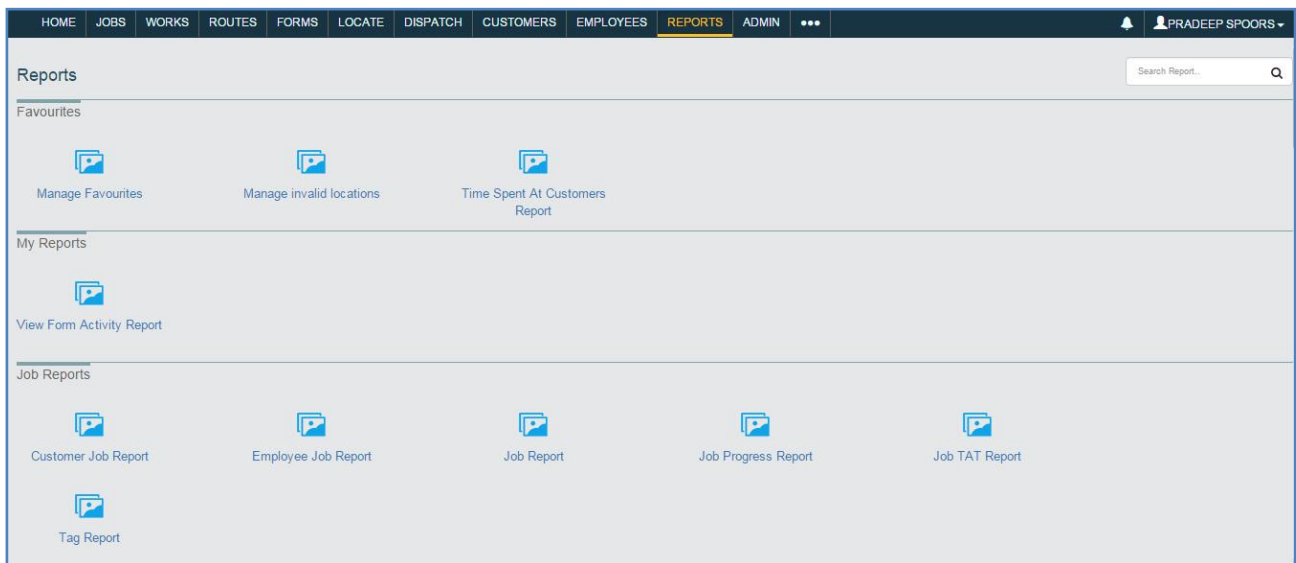 HOME JOBS WORKS ROUTES FORMS LOCATE DISPATCH CUSTOMERS EMPLOYEES REPORTS ADMIN ••• PRADEEP SPOORS
Reports
Search Report..
Favourites
Manage Favourites Manage invalid locations Time Spent At Customers
Report
My Reports
View Form Activity Report
Job Reports
Customer Job Report Employee Job Report Job Report Job Progress Report Job TAT Report
Tag Report